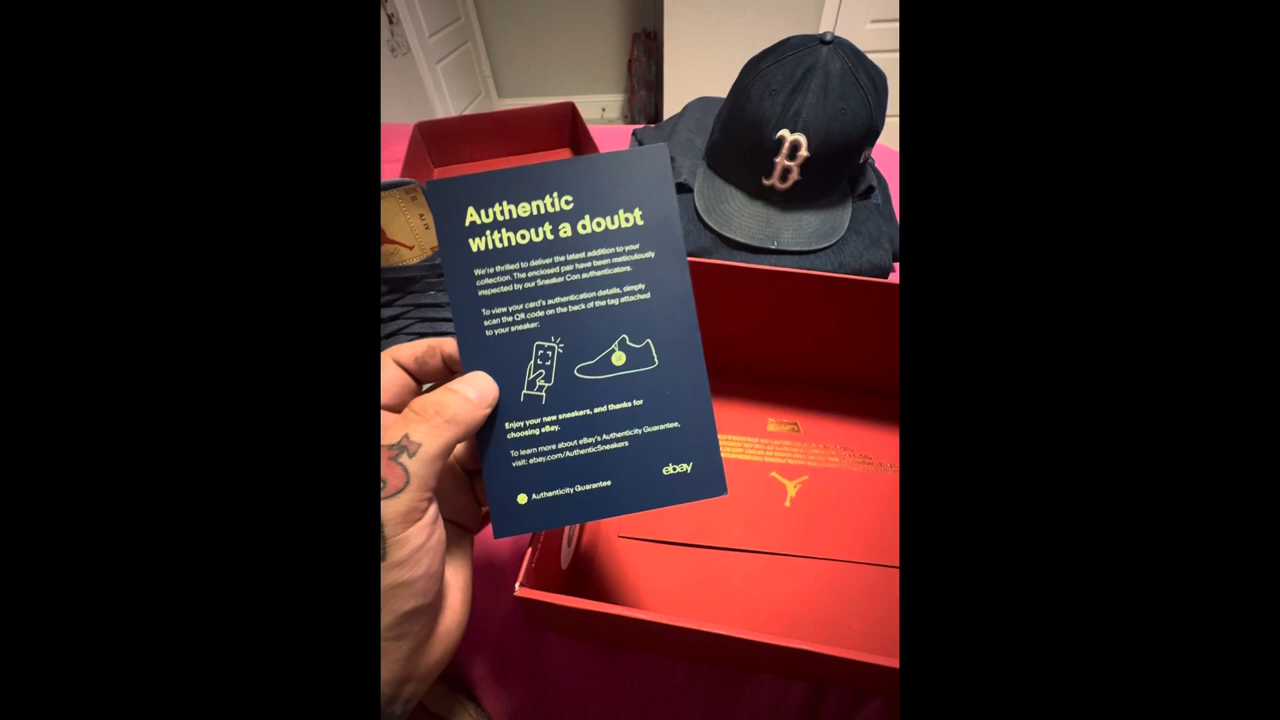 B
AJ IV
Authentic
without a doubt
We're thrilled to deliver the latest addition to your
collection. The enclosed pair have been meticulously
inspected by our Sneaker Con authenticators.
To view your card's authentication details, simply
scan the QR code on the back of the tag attached
to your sneaker:
Enjoy your new sneakers, and thanks for
choosing eBay.
To learn more about eBay's Authenticity Guarantee,
visit: ebay.com/AuthenticSneakers
ebay
Authenticity Guarantee